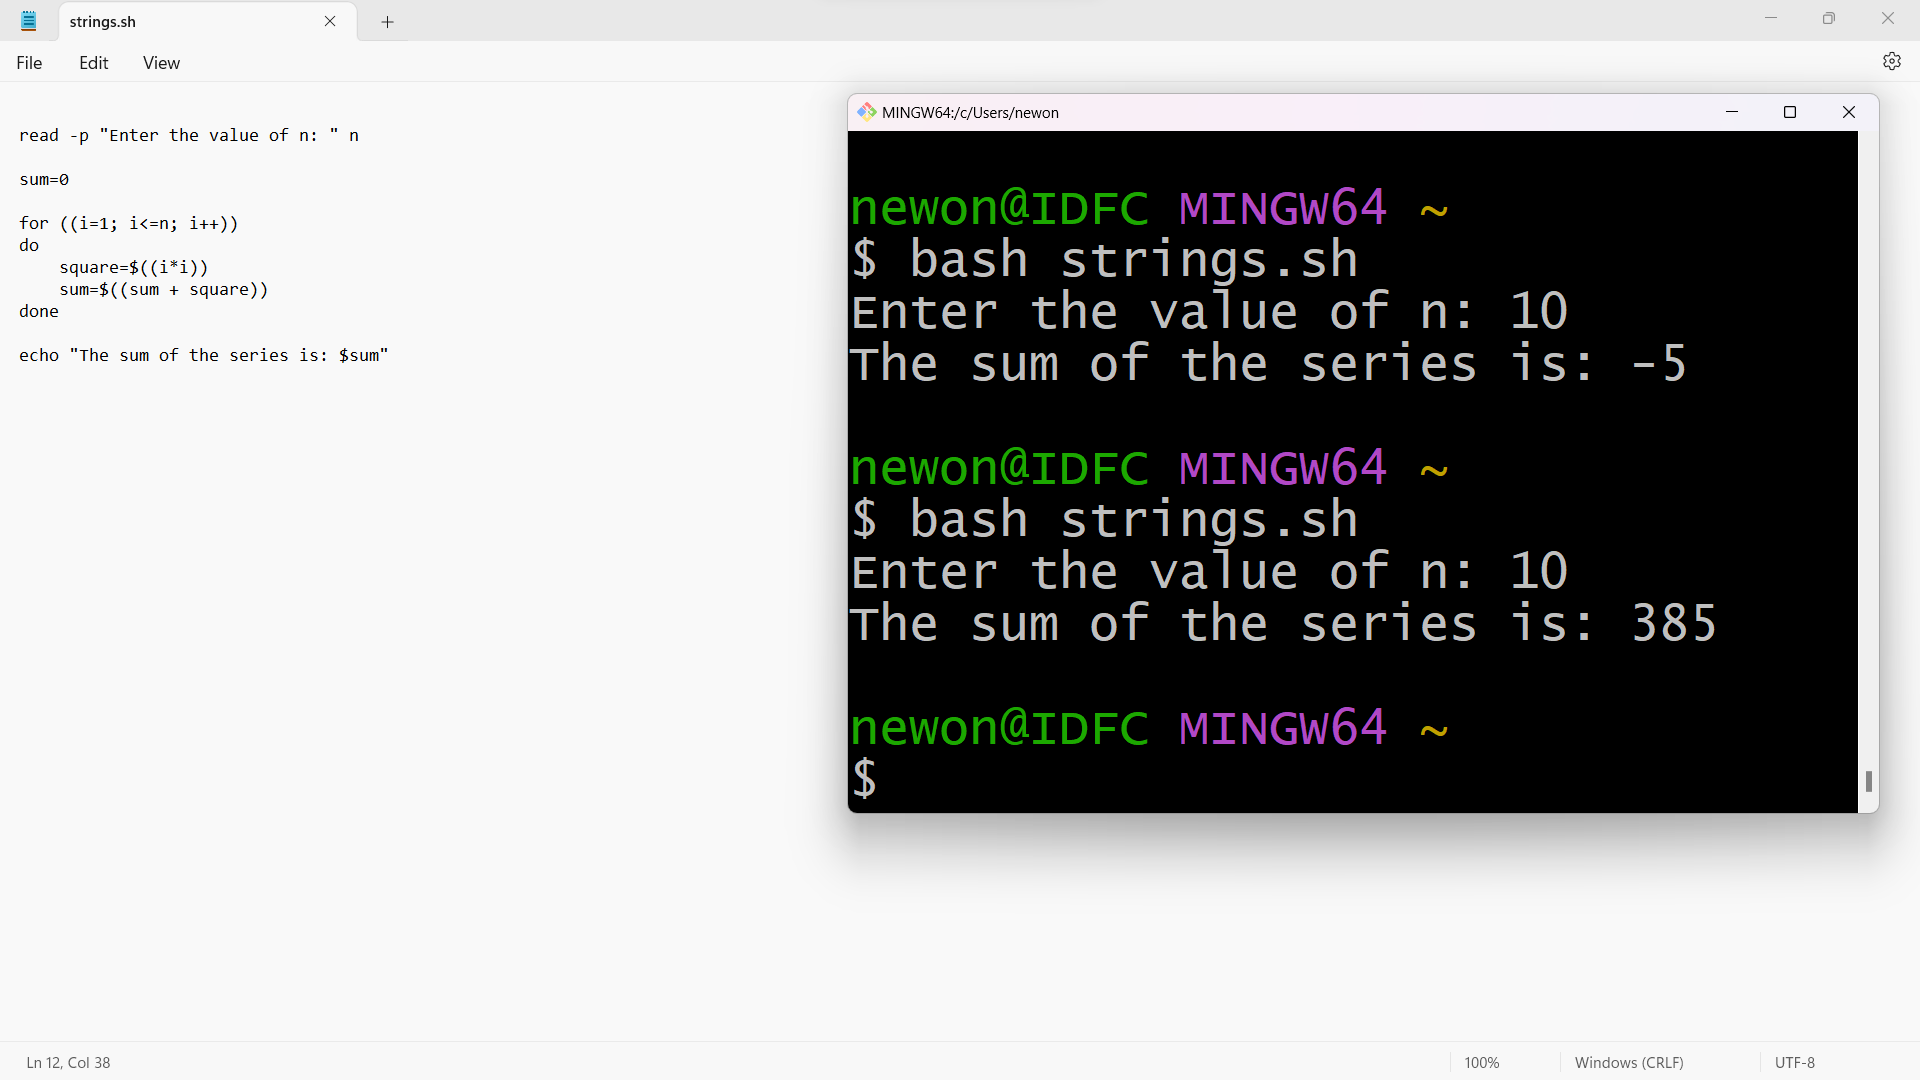 strings.sh
File Edit View
read -p "Enter the value of n: " n
sum=0
for ((i=1; i<=n; i++))
do
    square=$((i*i))
    sum=$((sum + square))
done
echo "The sum of the series is: $sum"
MINGW64:/c/Users/newon
newon@IDFC MINGW64 ~
$ bash strings.sh
Enter the value of n: 10
The sum of the series is: -5
newon@IDFC MINGW64 ~
$ bash strings.sh
Enter the value of n: 10
The sum of the series is: 385
newon@IDFC MINGW64 ~
$
Ln 12, Col 38 100% Windows (CRLF) UTF-8